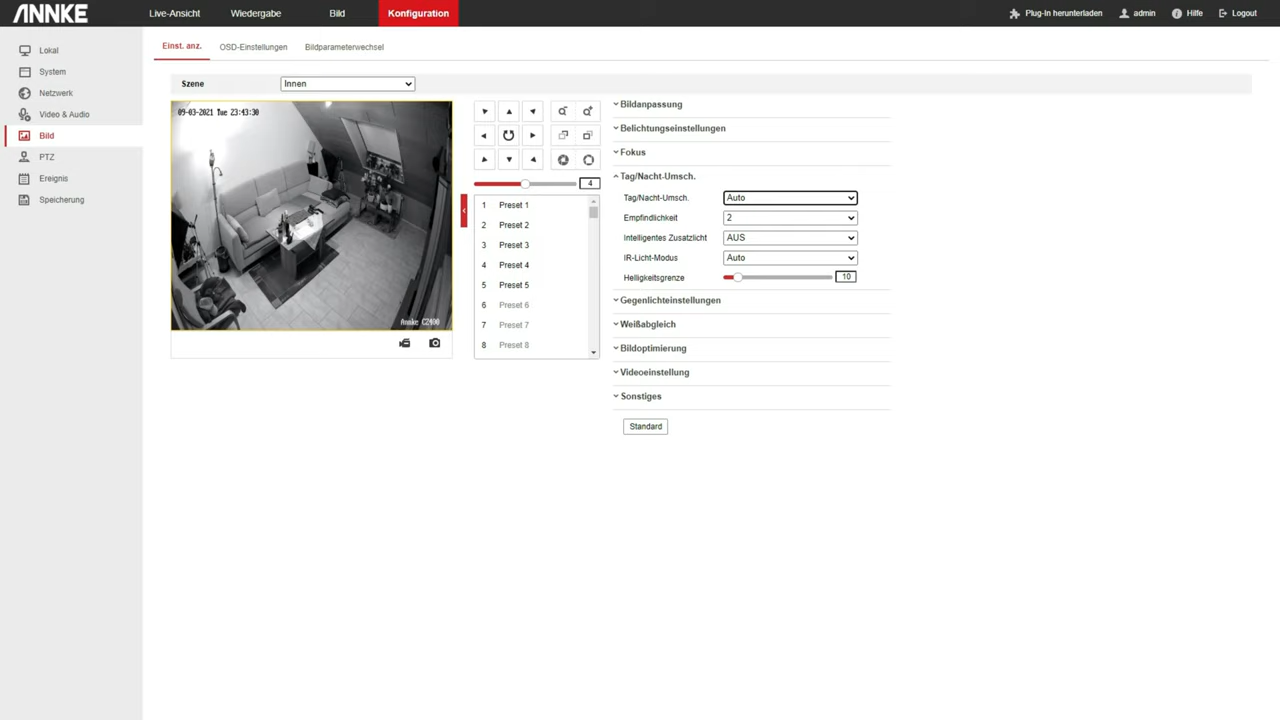 ANNKE
Live-Ansicht
Wiedergabe
Bild
Konfiguration
Plug-In herunterladen
admin
Hilfe
Logout
Lokal
System
Netzwerk
Video & Audio
Bild
PTZ
Ereignis
Speicherung
Einst. anz.
OSD-Einstellungen
Bildparameterwechsel
Szene
Innen
09-03-2021 Tue 23:43:30
Annke CZ400
4
1 Preset 1
2 Preset 2
3 Preset 3
4 Preset 4
5 Preset 5
6 Preset 6
7 Preset 7
8 Preset 8
Bildanpassung
Belichtungseinstellungen
Fokus
Tag/Nacht-Umsch.
Tag/Nacht-Umsch. Auto
Empfindlichkeit 2
Intelligentes Zusatzlicht AUS
IR-Licht-Modus Auto
Helligkeitsgrenze 10
Gegenlichteinstellungen
Weißabgleich
Bildoptimierung
Videoeinstellung
Sonstiges
Standard